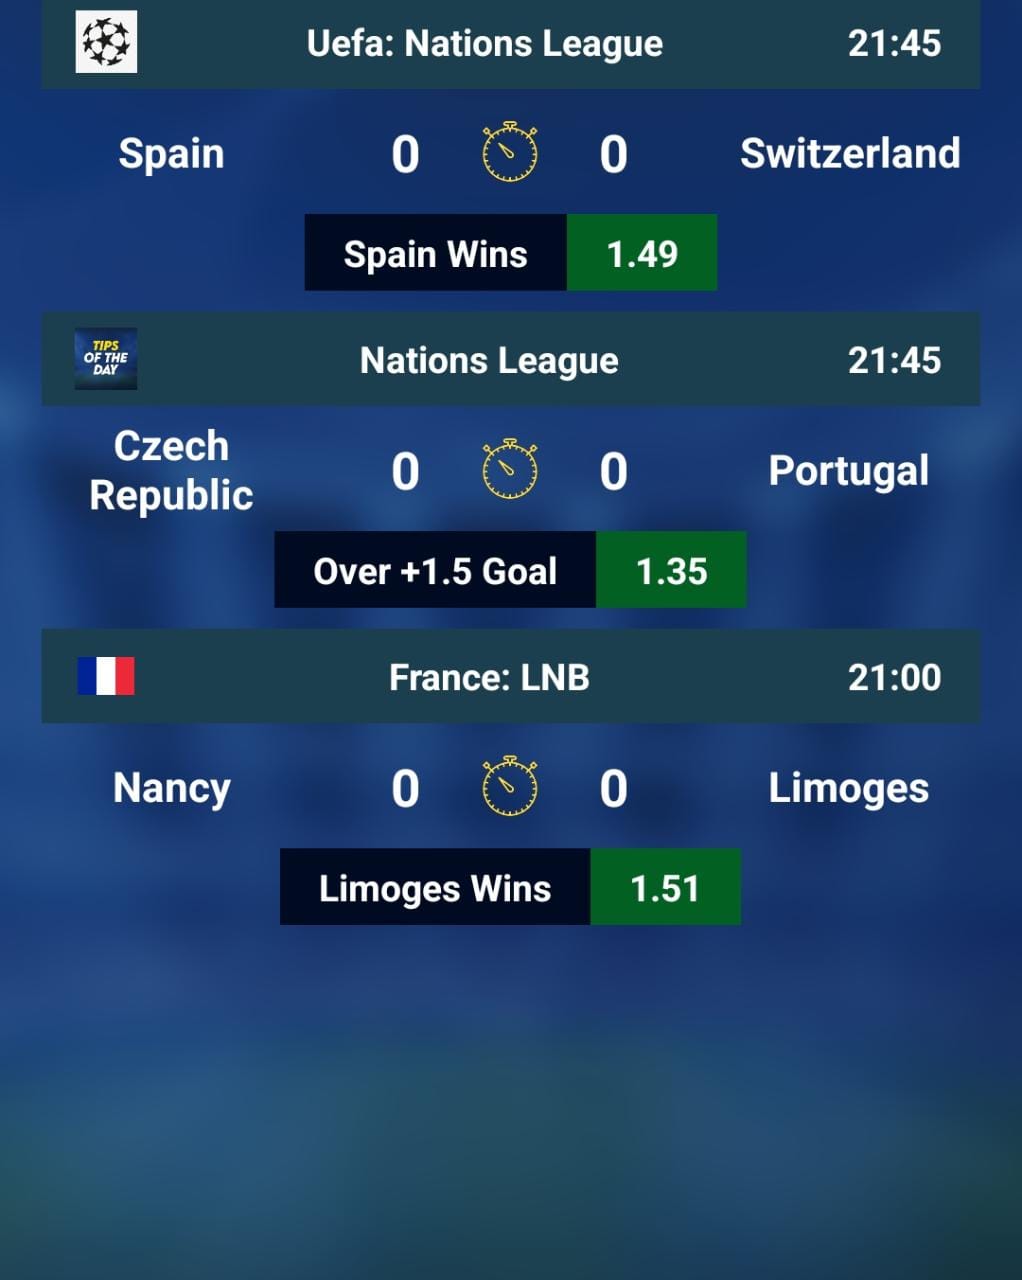 Uefa: Nations League 21:45
Spain 0 0 Switzerland
Spain Wins 1.49
TIPS
OF THE
DAY
Nations League 21:45
Czech
Republic 0 0 Portugal
Over +1.5 Goal 1.35
France: LNB 21:00
Nancy 0 0 Limoges
Limoges Wins 1.51